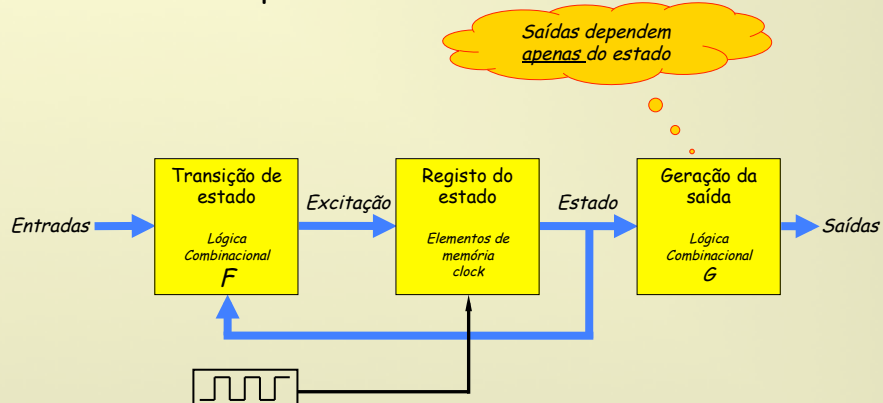 Saídas dependem
apenas do estado
Transição de
estado
Lógica
Combinacional
F
Excitação
Registo do
estado
Elementos de
memória
clock
Estado
Geração da
saída
Lógica
Combinacional
G
Entradas
Saídas